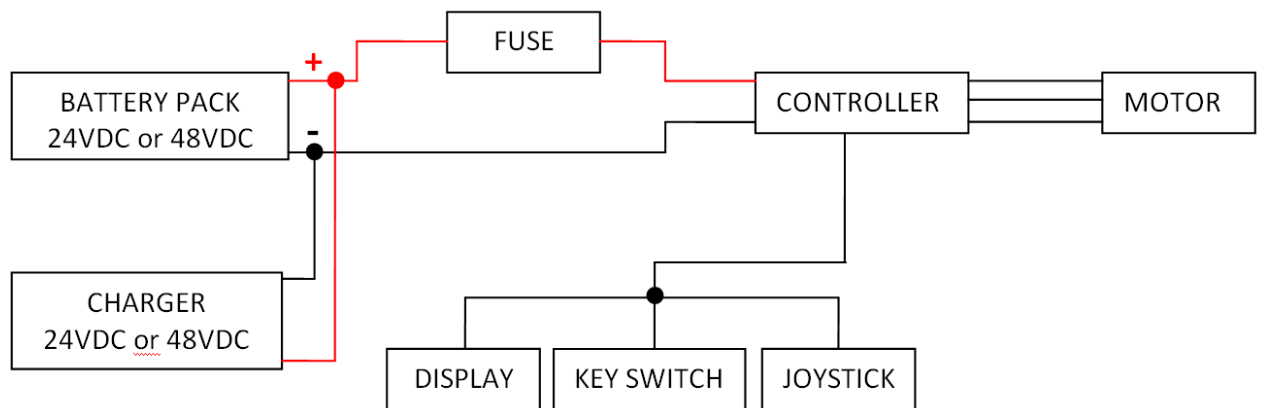 FUSE
+
BATTERY PACK
24VDC or 48VDC
-
CONTROLLER
MOTOR
CHARGER
24VDC or 48VDC
DISPLAY
KEY SWITCH
JOYSTICK